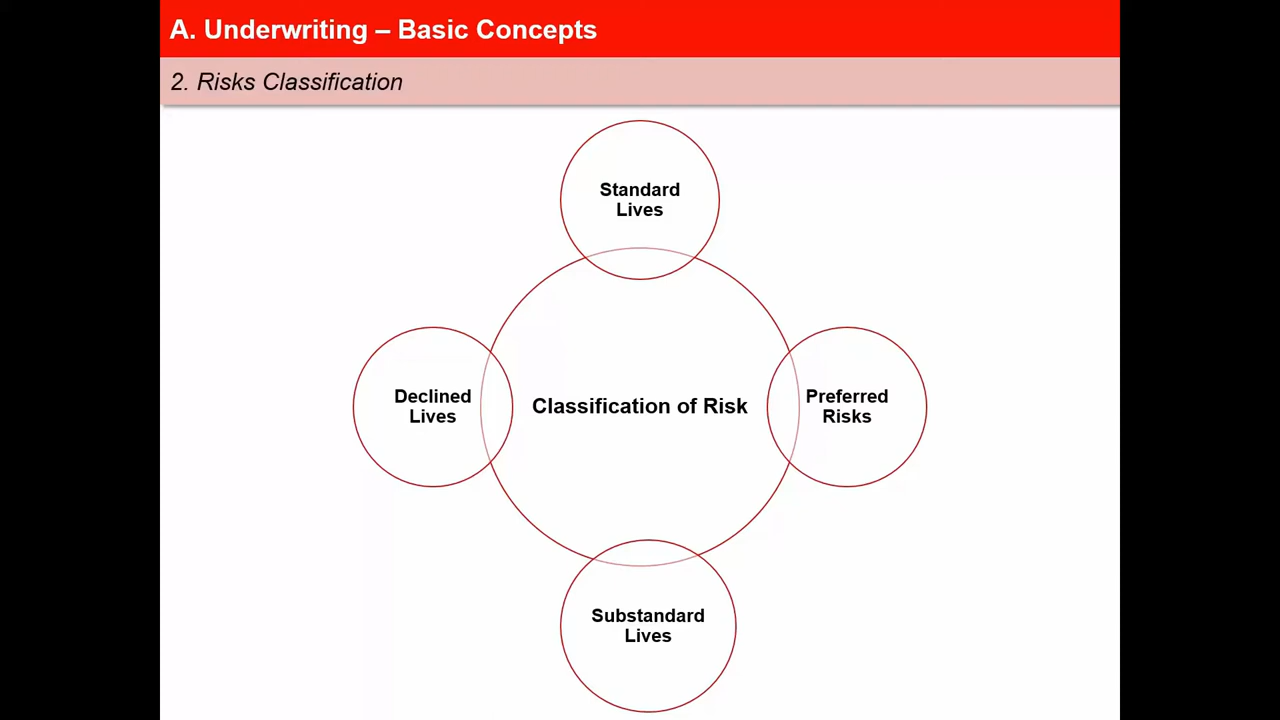 A. Underwriting – Basic Concepts
2. Risks Classification
Standard
Lives
Declined
Lives
Classification of Risk
Preferred
Risks
Substandard
Lives